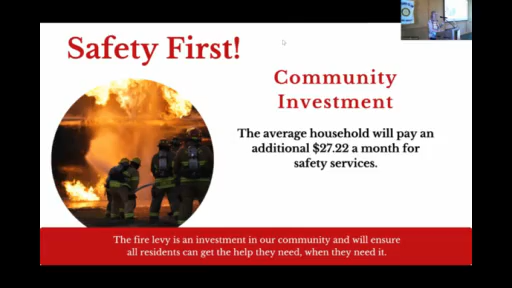 Safety First!
Community
Investment
The average household will pay an
additional $27.22 a month for
safety services.
The fire levy is an investment in our community and will ensure
all residents can get the help they need, when they need it.